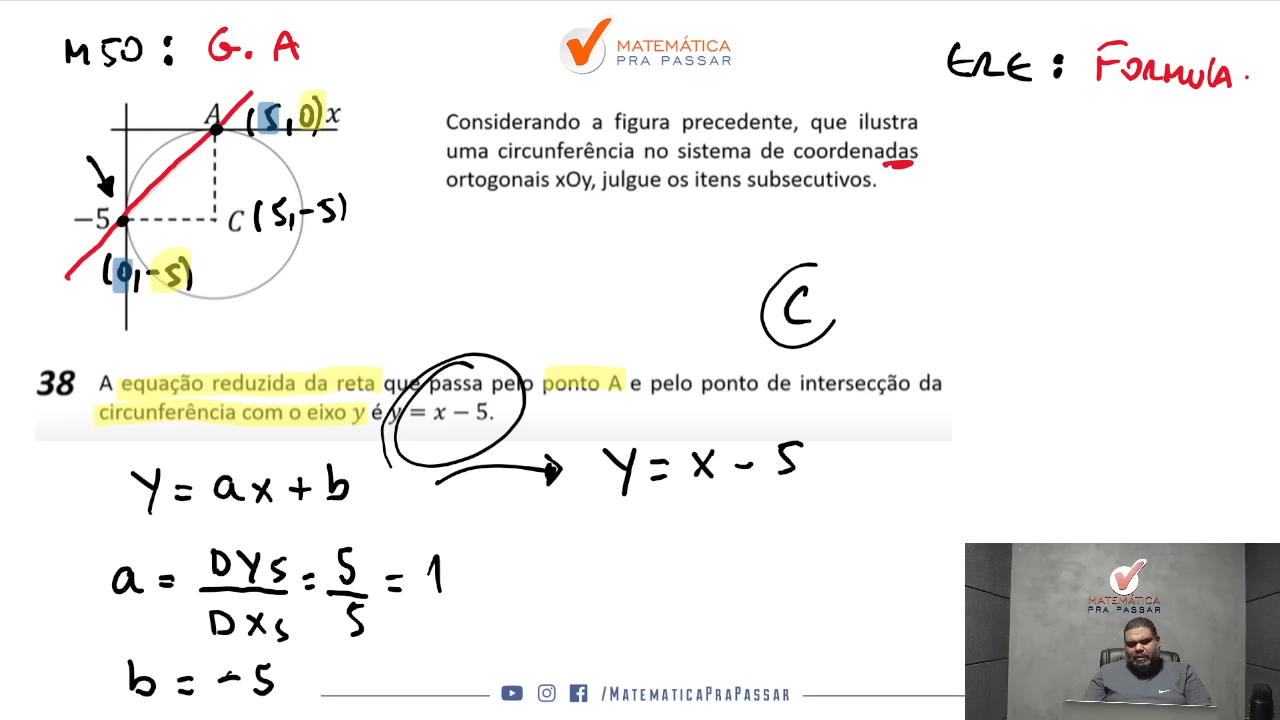 M50 : G. A
MATEMÁTICA
PRA PASSAR
ERE : FORMULA.
A (5,0) x
Considerando a figura precedente, que ilustra
uma circunferência no sistema de coordenadas
ortogonais xOy, julgue os itens subsecutivos.
−5 C (5,-5)
(0,-5)
C
38 A equação reduzida da reta que passa pelo ponto A e pelo ponto de intersecção da
circunferência com o eixo y é y = x − 5.
Y = ax + b
Y = x - 5
a = DYS/DXS = 5/5 = 1
b = -5
MATEMÁTICA
PRA PASSAR
/MATEMATICAPRAPASSAR